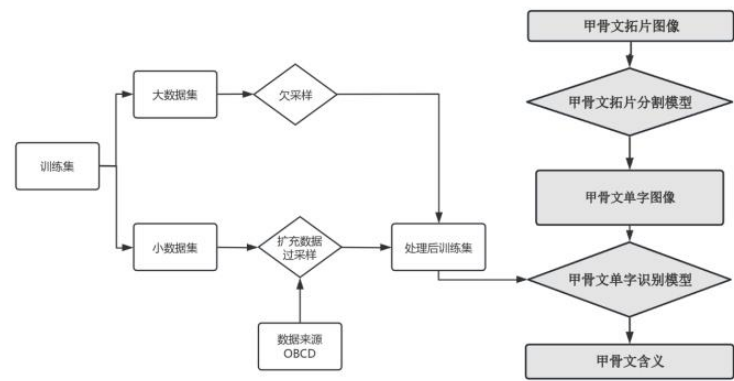 训练集
大数据集
欠采样
小数据集
扩充数据
过采样
数据来源
OBCD
处理后训练集
甲骨文拓片图像
甲骨文拓片分割模型
甲骨文单字图像
甲骨文单字识别模型
甲骨文含义